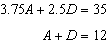 3.75A + 2.5D = 35
A + D = 12